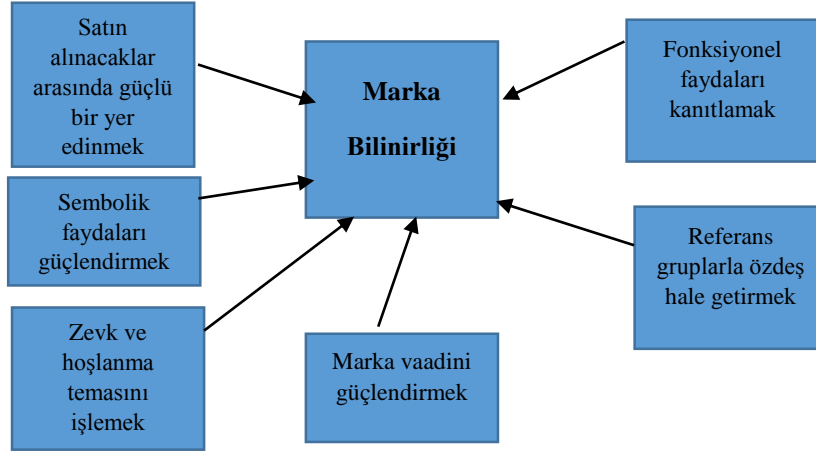 Satın
alınacaklar
arasında güçlü
bir yer
edinmek
Marka
Bilinirliği
Fonksiyonel
faydaları
kanıtlamak
Sembolik
faydaları
güçlendirmek
Referans
gruplarla özdeş
hale getirmek
Zevk ve
hoşlanma
temasını
işlemek
Marka vaadini
güçlendirmek